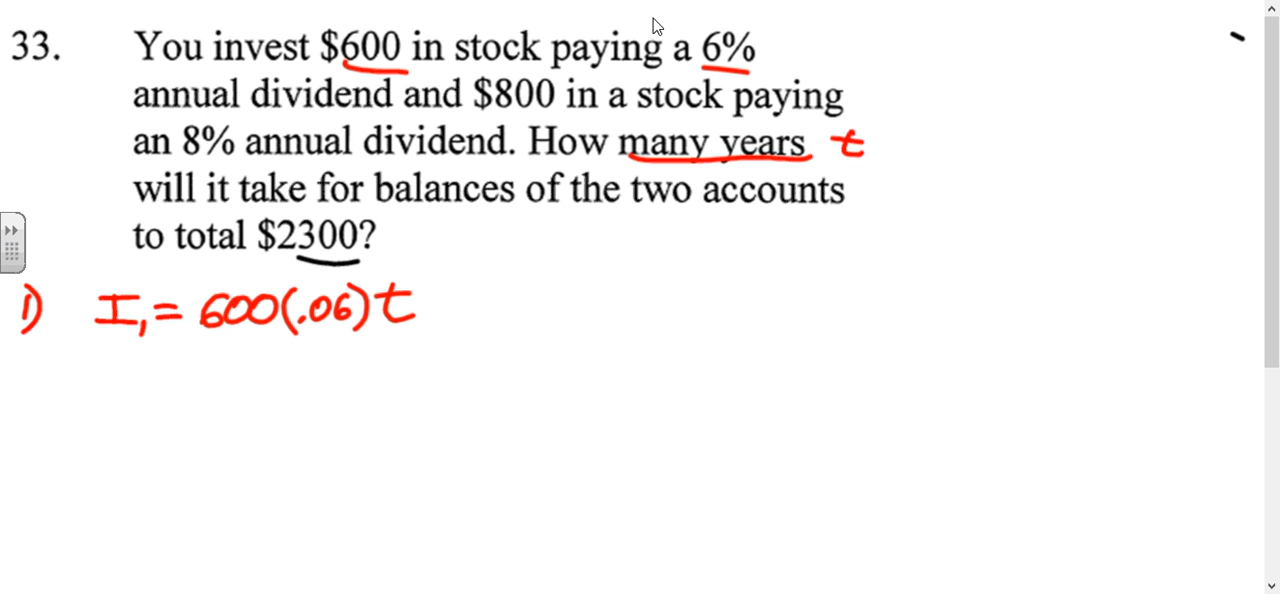 33. You invest $600 in stock paying a 6%
annual dividend and $800 in a stock paying
an 8% annual dividend. How many years t
will it take for balances of the two accounts
to total $2300?
1) I₁ = 600(.06)t